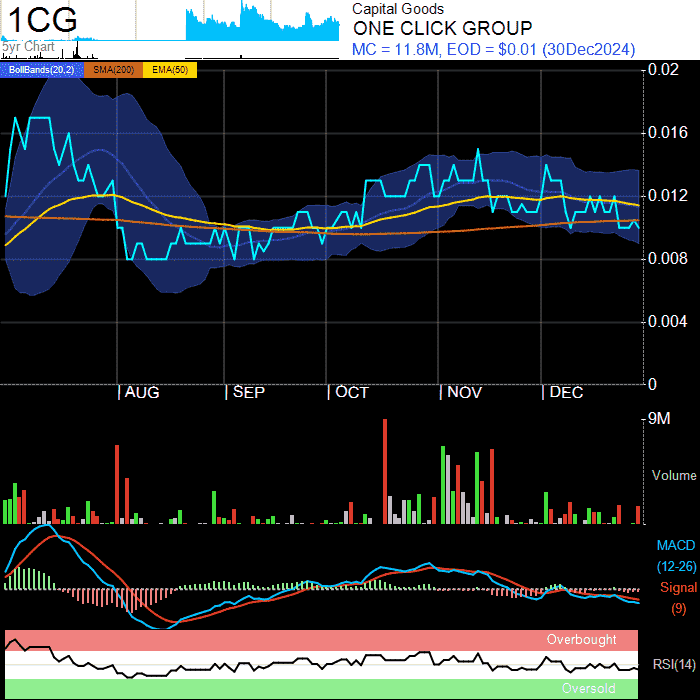 1CG
Capital Goods
ONE CLICK GROUP
MC = 11.8M, EOD = $0.01 (30Dec2024)
5yr Chart
BollBands(20,2) SMA(200) EMA(50)
0.02
0.016
0.012
0.008
0.004
0
AUG SEP OCT NOV DEC
9M
Volume
MACD
(12-26)
Signal
(9)
Overbought
RSI(14)
Oversold